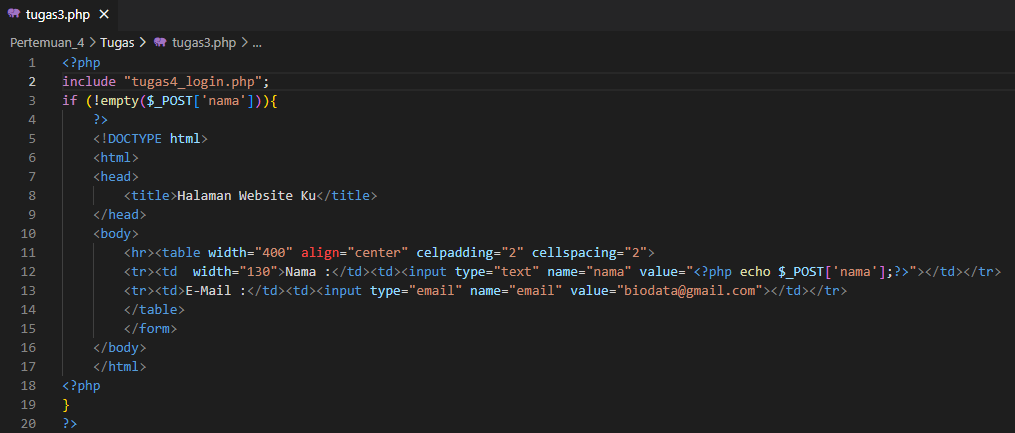 tugas3.php ×
Pertemuan_4 > Tugas > tugas3.php > ...
1 <?php
2 include "tugas4_login.php";
3 if (!empty($_POST['nama'])){
4 ?>
5 <!DOCTYPE html>
6 <html>
7 <head>
8 <title>Halaman Website Ku</title>
9 </head>
10 <body>
11 <hr><table width="400" align="center" celpadding="2" cellspacing="2">
12 <tr><td  width="130">Nama :</td><td><input type="text" name="nama" value="<?php echo $_POST['nama'];?>"></td></tr>
13 <tr><td>E-Mail :</td><td><input type="email" name="email" value="biodata@gmail.com"></td></tr>
14 </table>
15 </form>
16 </body>
17 </html>
18 <?php
19 }
20 ?>